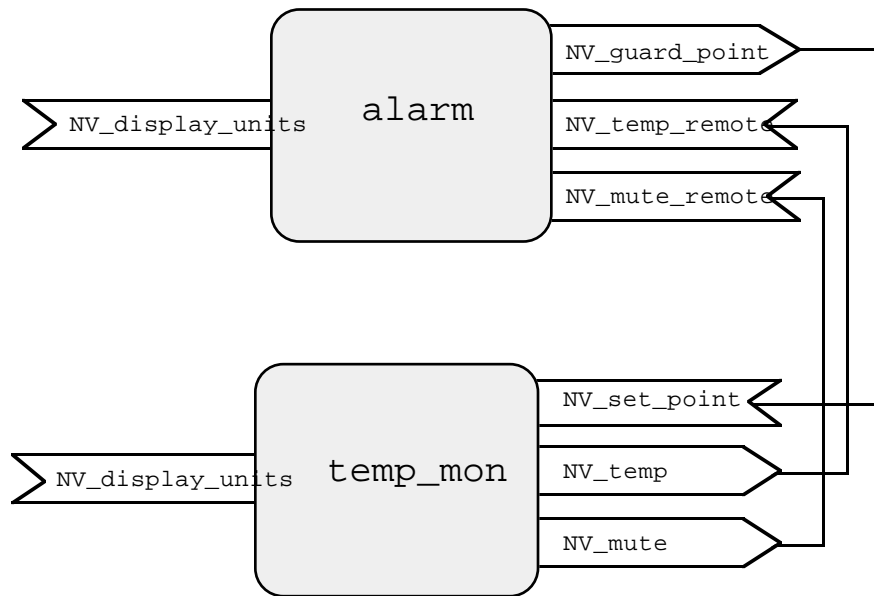 NV_guard_point
alarm
NV_display_units
NV_temp_remote
NV_mute_remote
NV_set_point
temp_mon
NV_display_units
NV_temp
NV_mute